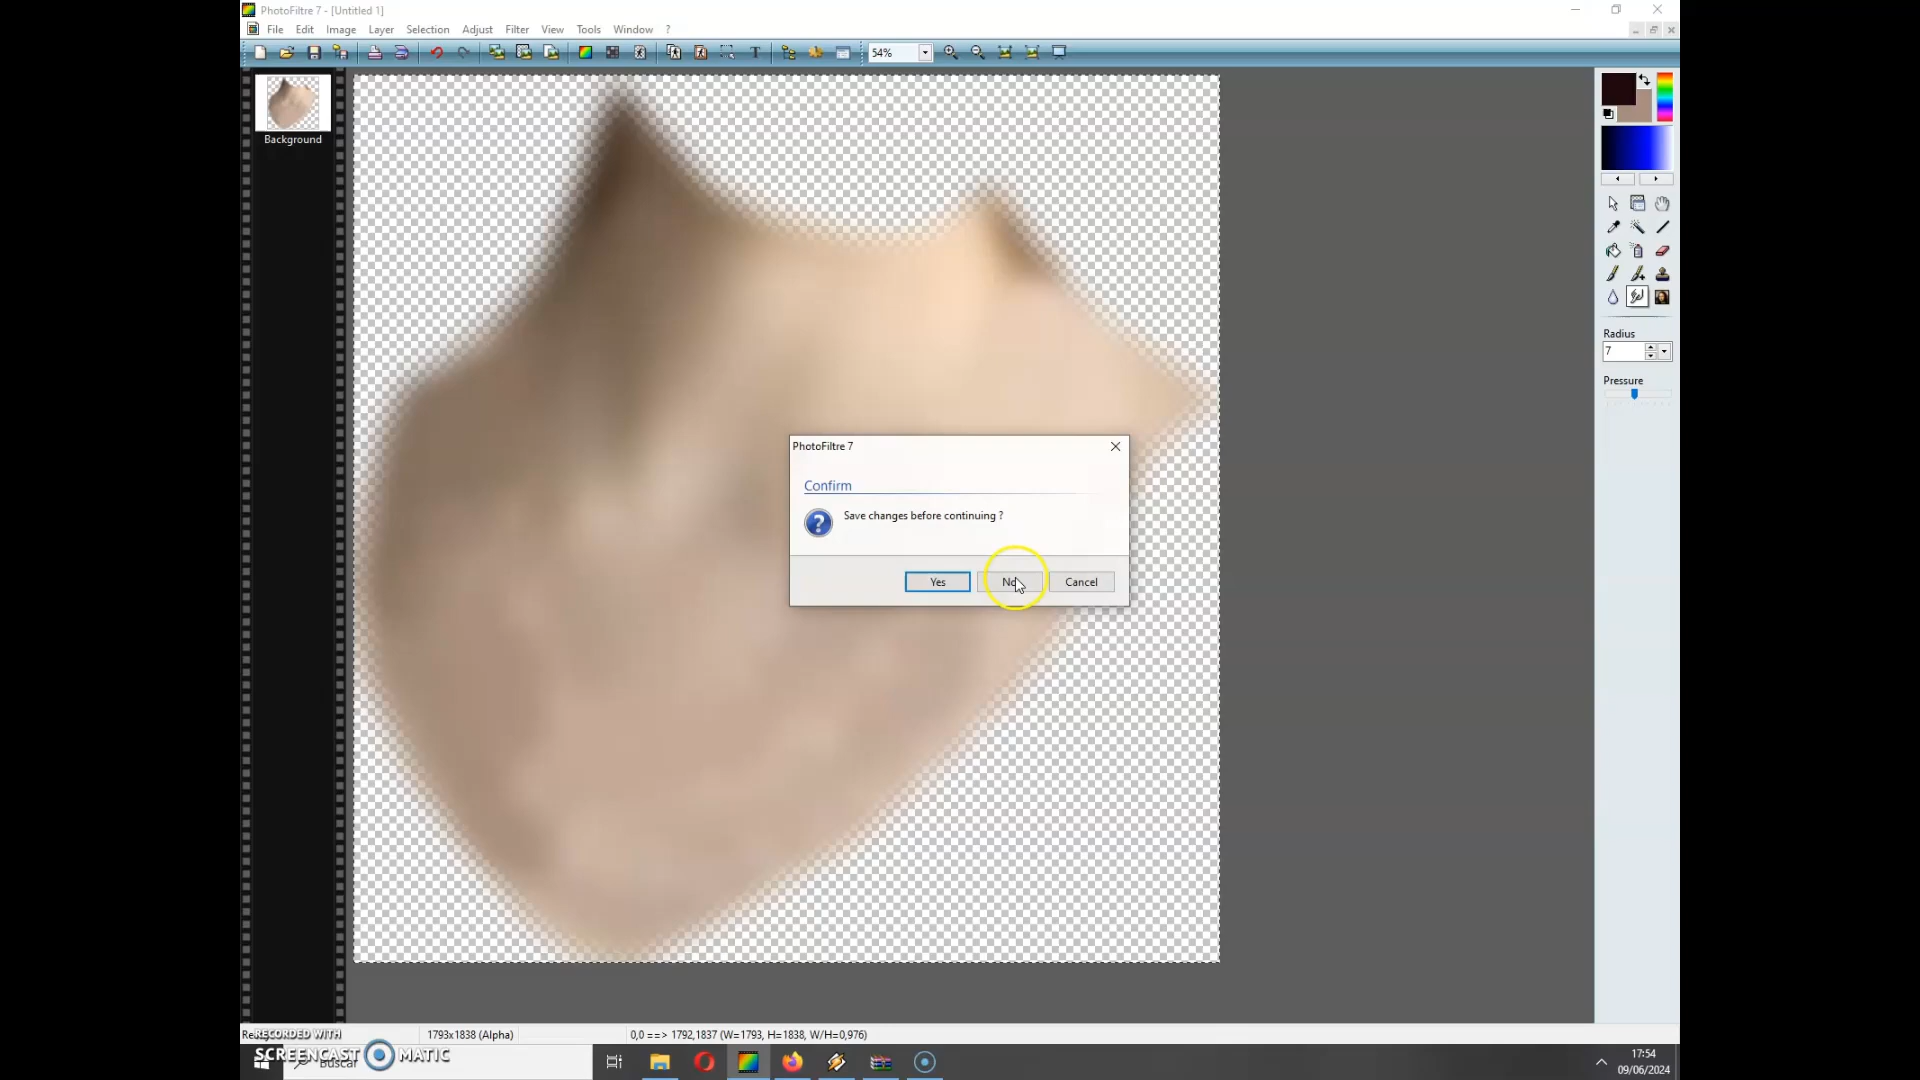 PhotoFiltre 7 - [Untitled 1]
File Edit Image Layer Selection Adjust Filter View Tools Window ?
54%
Background
Radius
7
Pressure
PhotoFiltre 7
Confirm
Save changes before continuing ?
Yes No Cancel
1793x1838 (Alpha) 0,0 ==> 1792,1837 (W=1793, H=1838, W/H=0,976)
RECORDED WITH
SCREENCAST MATIC
Buscar
17:54
09/06/2024